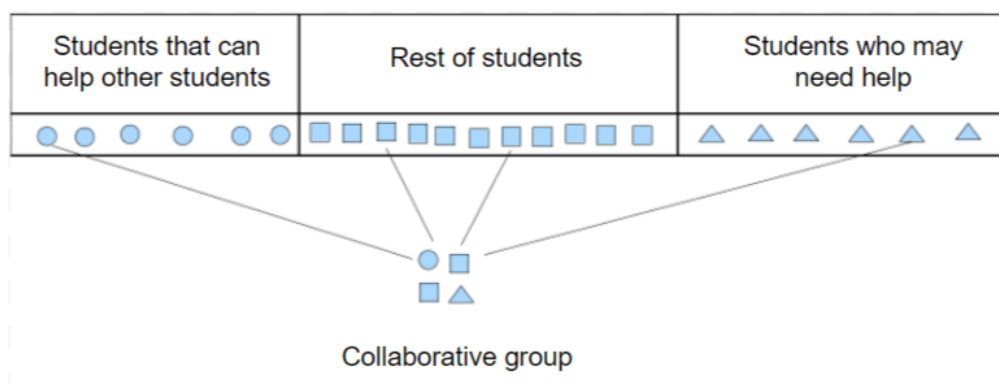 Students that can
help other students
Rest of students
Students who may
need help
Collaborative group